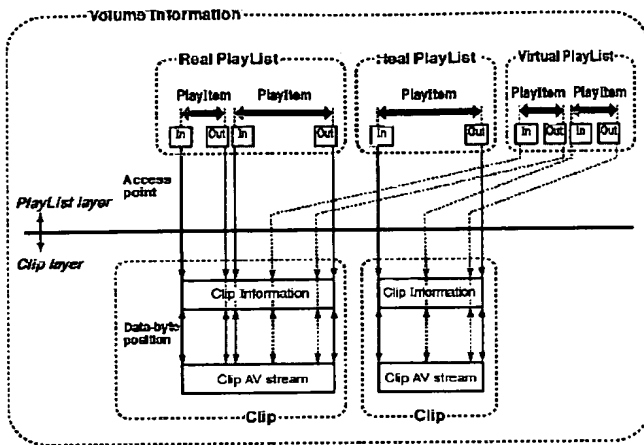 Volume Information
Real PlayList
Real PlayList
Virtual PlayList
PlayItem
PlayItem
PlayItem
PlayItem
PlayItem
In
Out
In
Out
In
Out
In
Out
In
Out
Access
point
PlayList layer
Clip layer
Clip Information
Clip Information
Data-byte
position
Clip AV stream
Clip AV stream
Clip
Clip